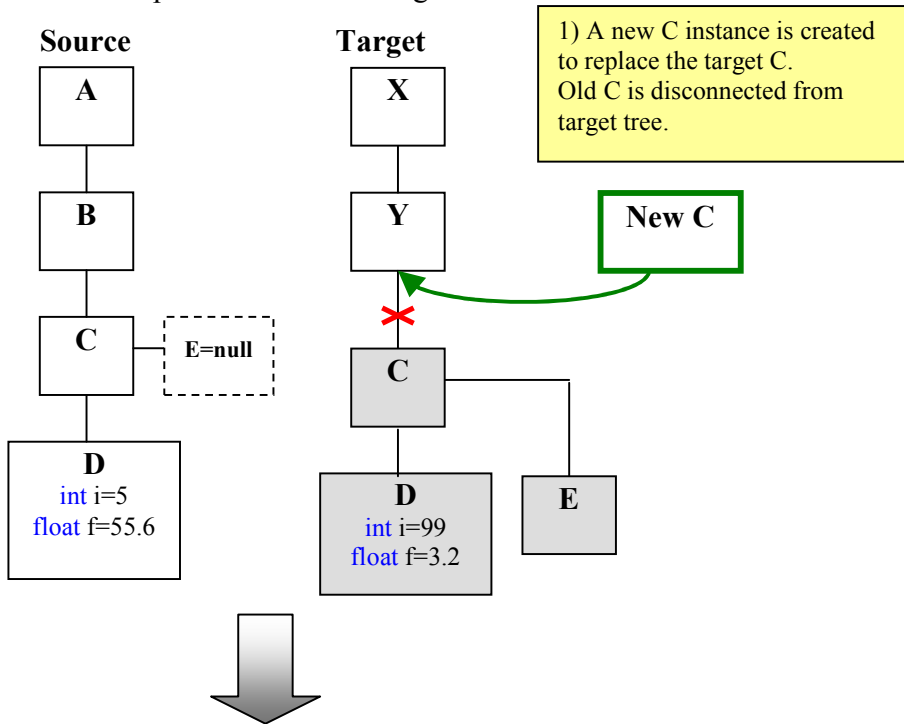 Source
Target
1) A new C instance is created
to replace the target C.
Old C is disconnected from
target tree.
A
X
B
Y
New C
C
E=null
C
D
int i=5
float f=55.6
D
int i=99
float f=3.2
E